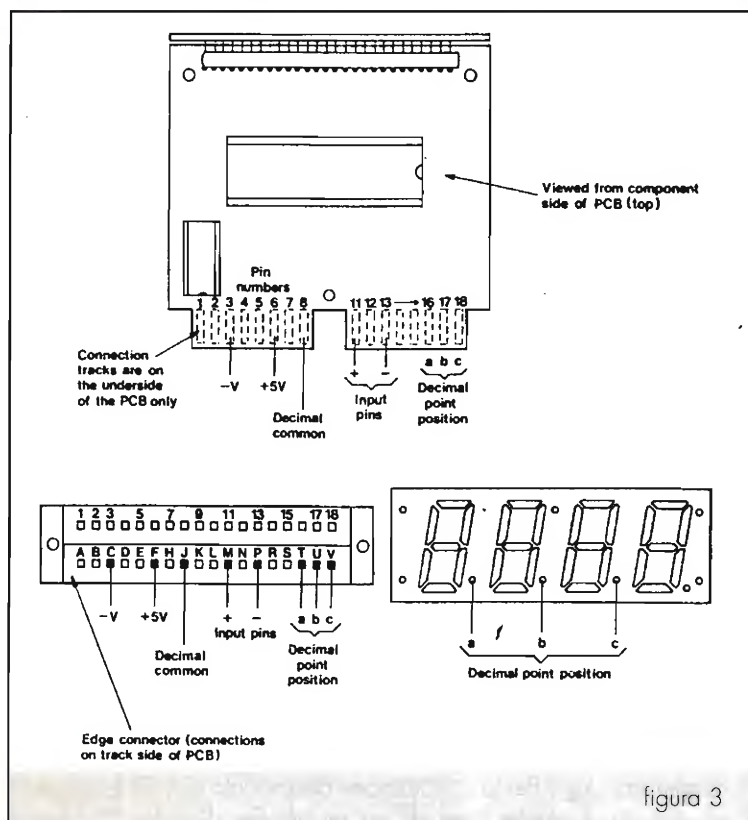 Viewed from component
side of PCB (top)
Pin
numbers
1 2 3 4 5 6 7 8
11 12 13 16 17 18
Connection
tracks are on
the underside
of the PCB only
-V +5V
Decimal
common
+ -
Input
pins
a b c
Decimal
point
position
1 2 3 5 7 9 11 13 15 17 18
A B C D E F H J K L M N P R S T U V
-V +5V
Decimal
common
+ -
Input pins
a b c
Decimal
point
position
a b c
Decimal point position
Edge connector (connections
on track side of PCB)
figura 3